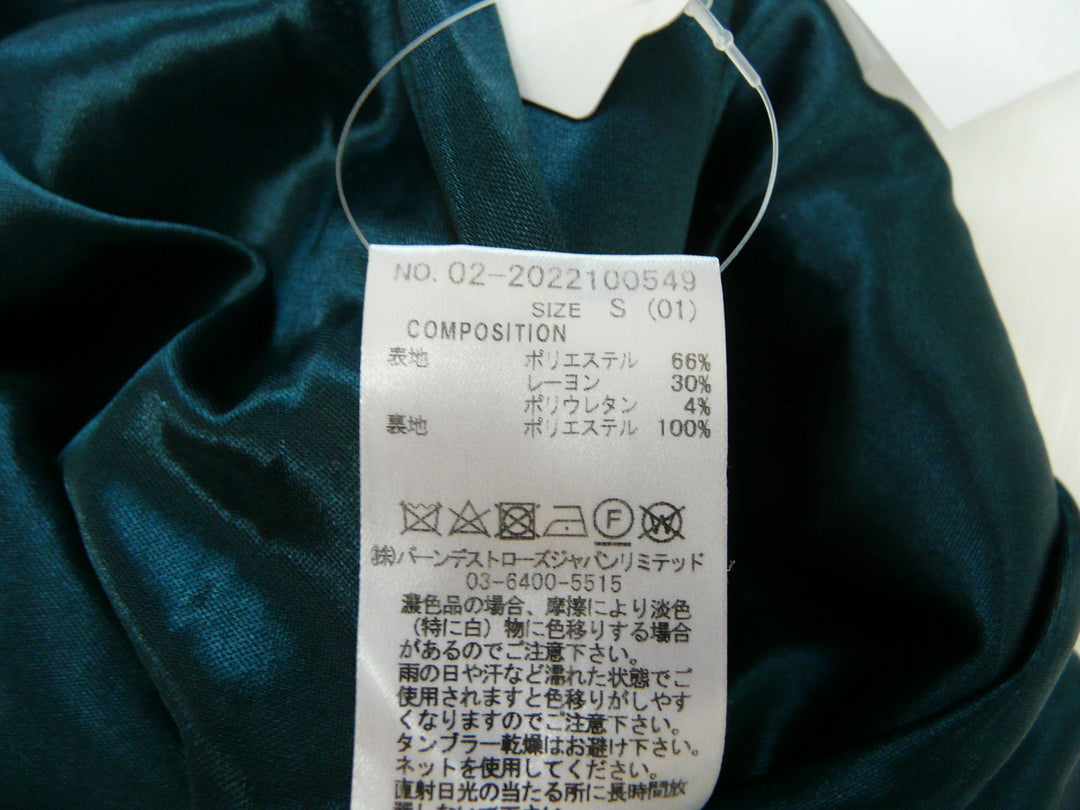 NO. 02-2022100549
SIZE S (01)
COMPOSITION
表地 ポリエステル 66%
レーヨン 30%
ポリウレタン 4%
裏地 ポリエステル 100%
F W
㈱バーンデストローズジャパンリミテッド
03-6400-5515
濃色品の場合、摩擦により淡色
(特に白)物に色移りする場合
があるのでご注意下さい。
雨の日や汗など濡れた状態でご
使用されますと色移りがしやす
くなりますのでご注意下さい。
タンブラー乾燥はお避け下さい。
ネットを使用してください。
直射日光の当たる所に長時間放
置しないで下さい